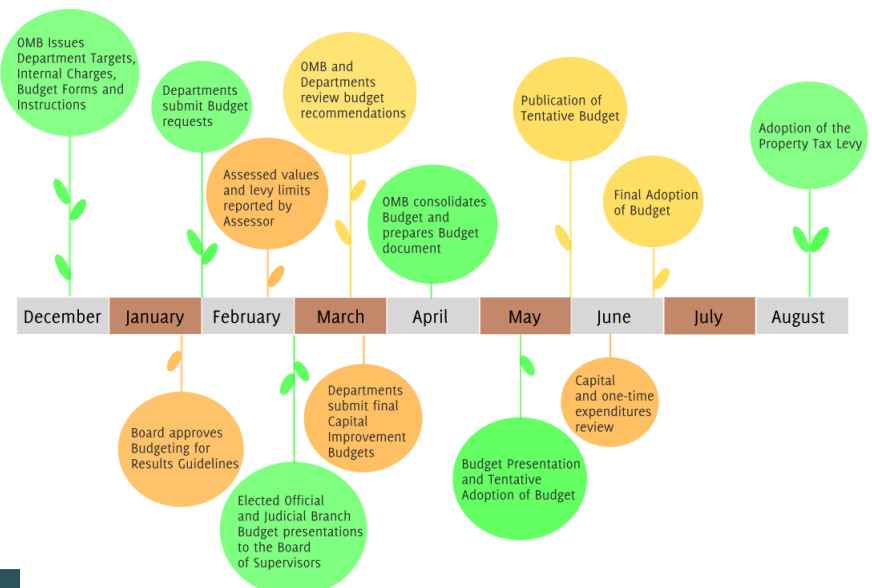 OMB Issues
Department Targets,
Internal Charges,
Budget Forms and
Instructions
Departments
submit Budget
requests
Assessed values
and levy limits
reported by
Assessor
OMB and
Departments
review budget
recommendations
OMB consolidates
Budget and
prepares Budget
document
Publication of
Tentative Budget
Final Adoption
of Budget
Adoption of the
Property Tax Levy
December January February March April May June July August
Board approves
Budgeting for
Results Guidelines
Elected Official
and Judicial Branch
Budget presentations
to the Board
of Supervisors
Departments
submit final
Capital
Improvement
Budgets
Budget Presentation
and Tentative
Adoption of Budget
Capital
and one-time
expenditures
review